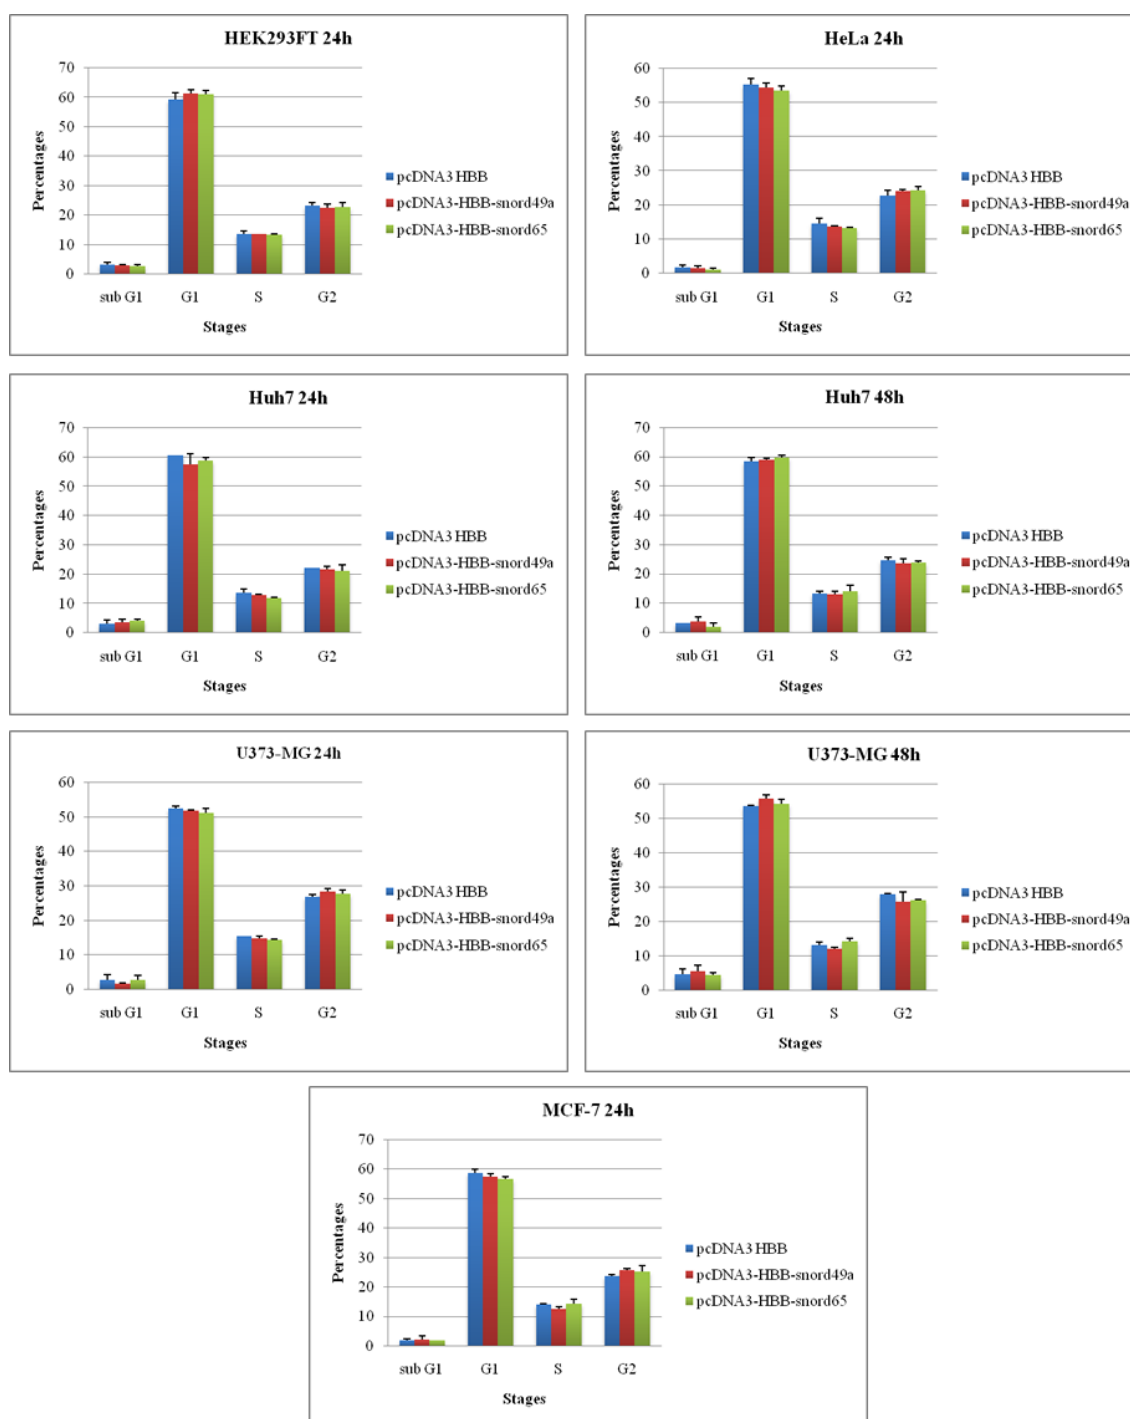 HEK293FT 24h
70
60
50
40
30
20
10
0
Percentages
sub G1 G1 S G2
Stages
pcDNA3 HBB
pcDNA3-HBB-snord49a
pcDNA3-HBB-snord65
HeLa 24h
60
50
40
30
20
10
0
Percentages
sub G1 G1 S G2
Stages
pcDNA3 HBB
pcDNA3-HBB-snord49a
pcDNA3-HBB-snord65
Huh7 24h
70
60
50
40
30
20
10
0
Percentages
sub G1 G1 S G2
Stages
pcDNA3 HBB
pcDNA3-HBB-snord49a
pcDNA3-HBB-snord65
Huh7 48h
70
60
50
40
30
20
10
0
Percentages
sub G1 G1 S G2
Stages
pcDNA3 HBB
pcDNA3-HBB-snord49a
pcDNA3-HBB-snord65
U373-MG 24h
60
50
40
30
20
10
0
Percentages
sub G1 G1 S G2
Stages
pcDNA3 HBB
pcDNA3-HBB-snord49a
pcDNA3-HBB-snord65
U373-MG 48h
60
50
40
30
20
10
0
Percentages
sub G1 G1 S G2
Stages
pcDNA3 HBB
pcDNA3-HBB-snord49a
pcDNA3-HBB-snord65
MCF-7 24h
70
60
50
40
30
20
10
0
Percentages
sub G1 G1 S G2
Stages
pcDNA3 HBB
pcDNA3-HBB-snord49a
pcDNA3-HBB-snord65